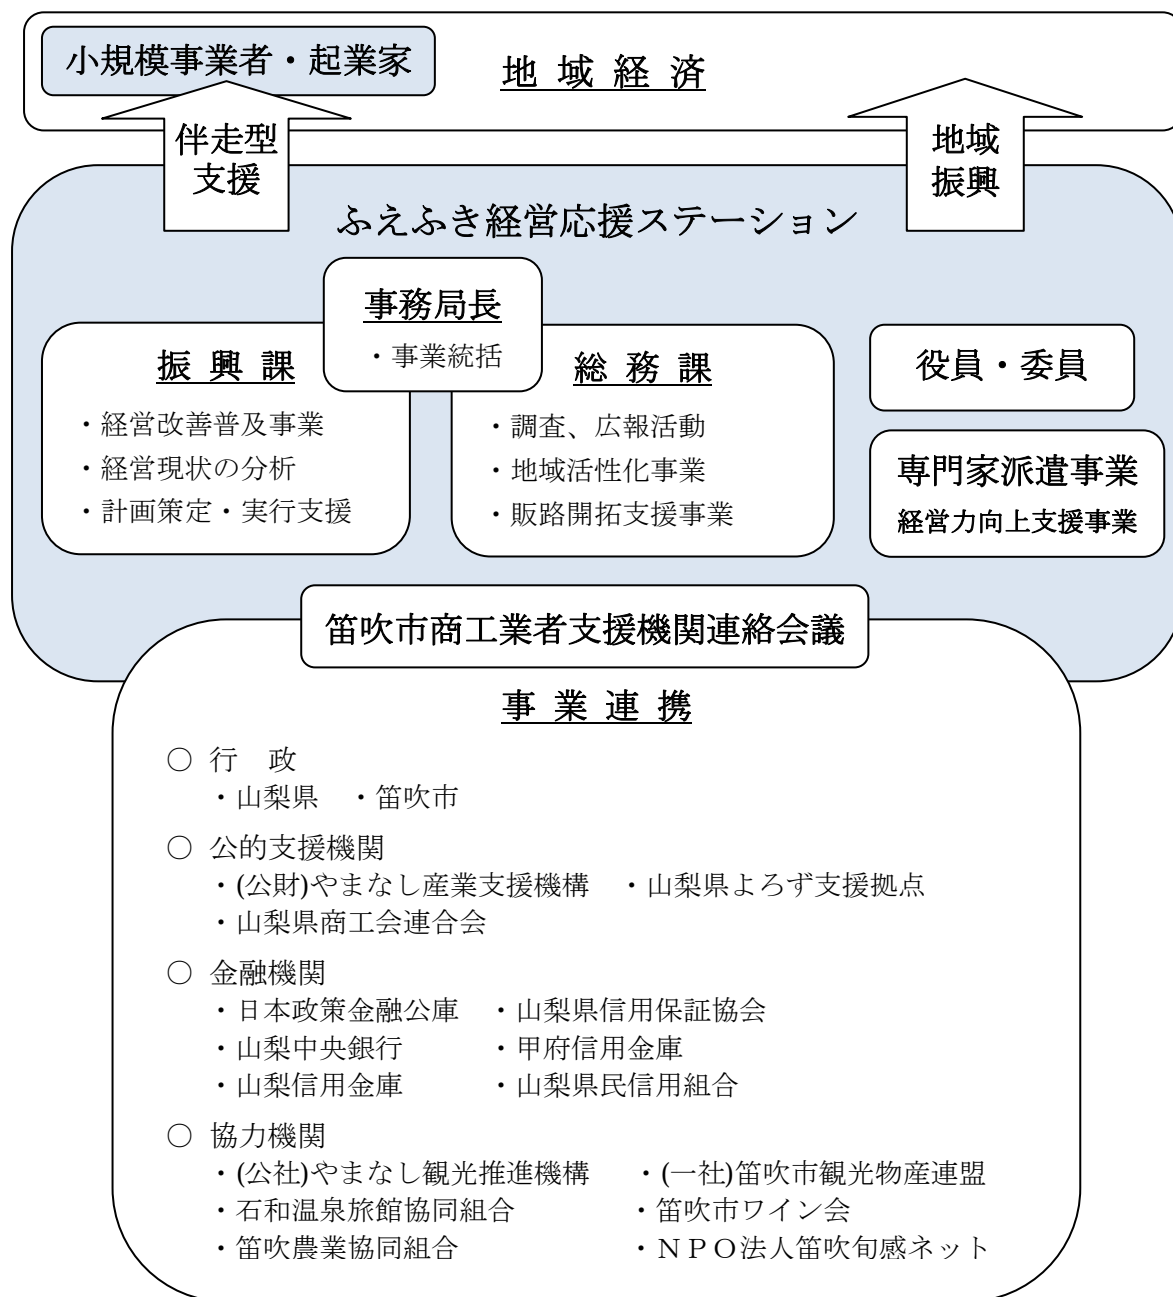 小規模事業者・起業家
地 域 経 済
伴走型
支援
地域
振興
ふえふき経営応援ステーション
事務局長
・事業統括
振 興 課
・経営改善普及事業
・経営現状の分析
・計画策定・実行支援
総 務 課
・調査、広報活動
・地域活性化事業
・販路開拓支援事業
役員・委員
専門家派遣事業
経営力向上支援事業
笛吹市商工業者支援機関連絡会議
事 業 連 携
○ 行　政
・山梨県　・笛吹市
○ 公的支援機関
・(公財)やまなし産業支援機構　・山梨県よろず支援拠点
・山梨県商工会連合会
○ 金融機関
・日本政策金融公庫　・山梨県信用保証協会
・山梨中央銀行　・甲府信用金庫
・山梨信用金庫　・山梨県民信用組合
○ 協力機関
・(公社)やまなし観光推進機構　・(一社)笛吹市観光物産連盟
・石和温泉旅館協同組合　・笛吹市ワイン会
・笛吹農業協同組合　・ＮＰＯ法人笛吹旬感ネット